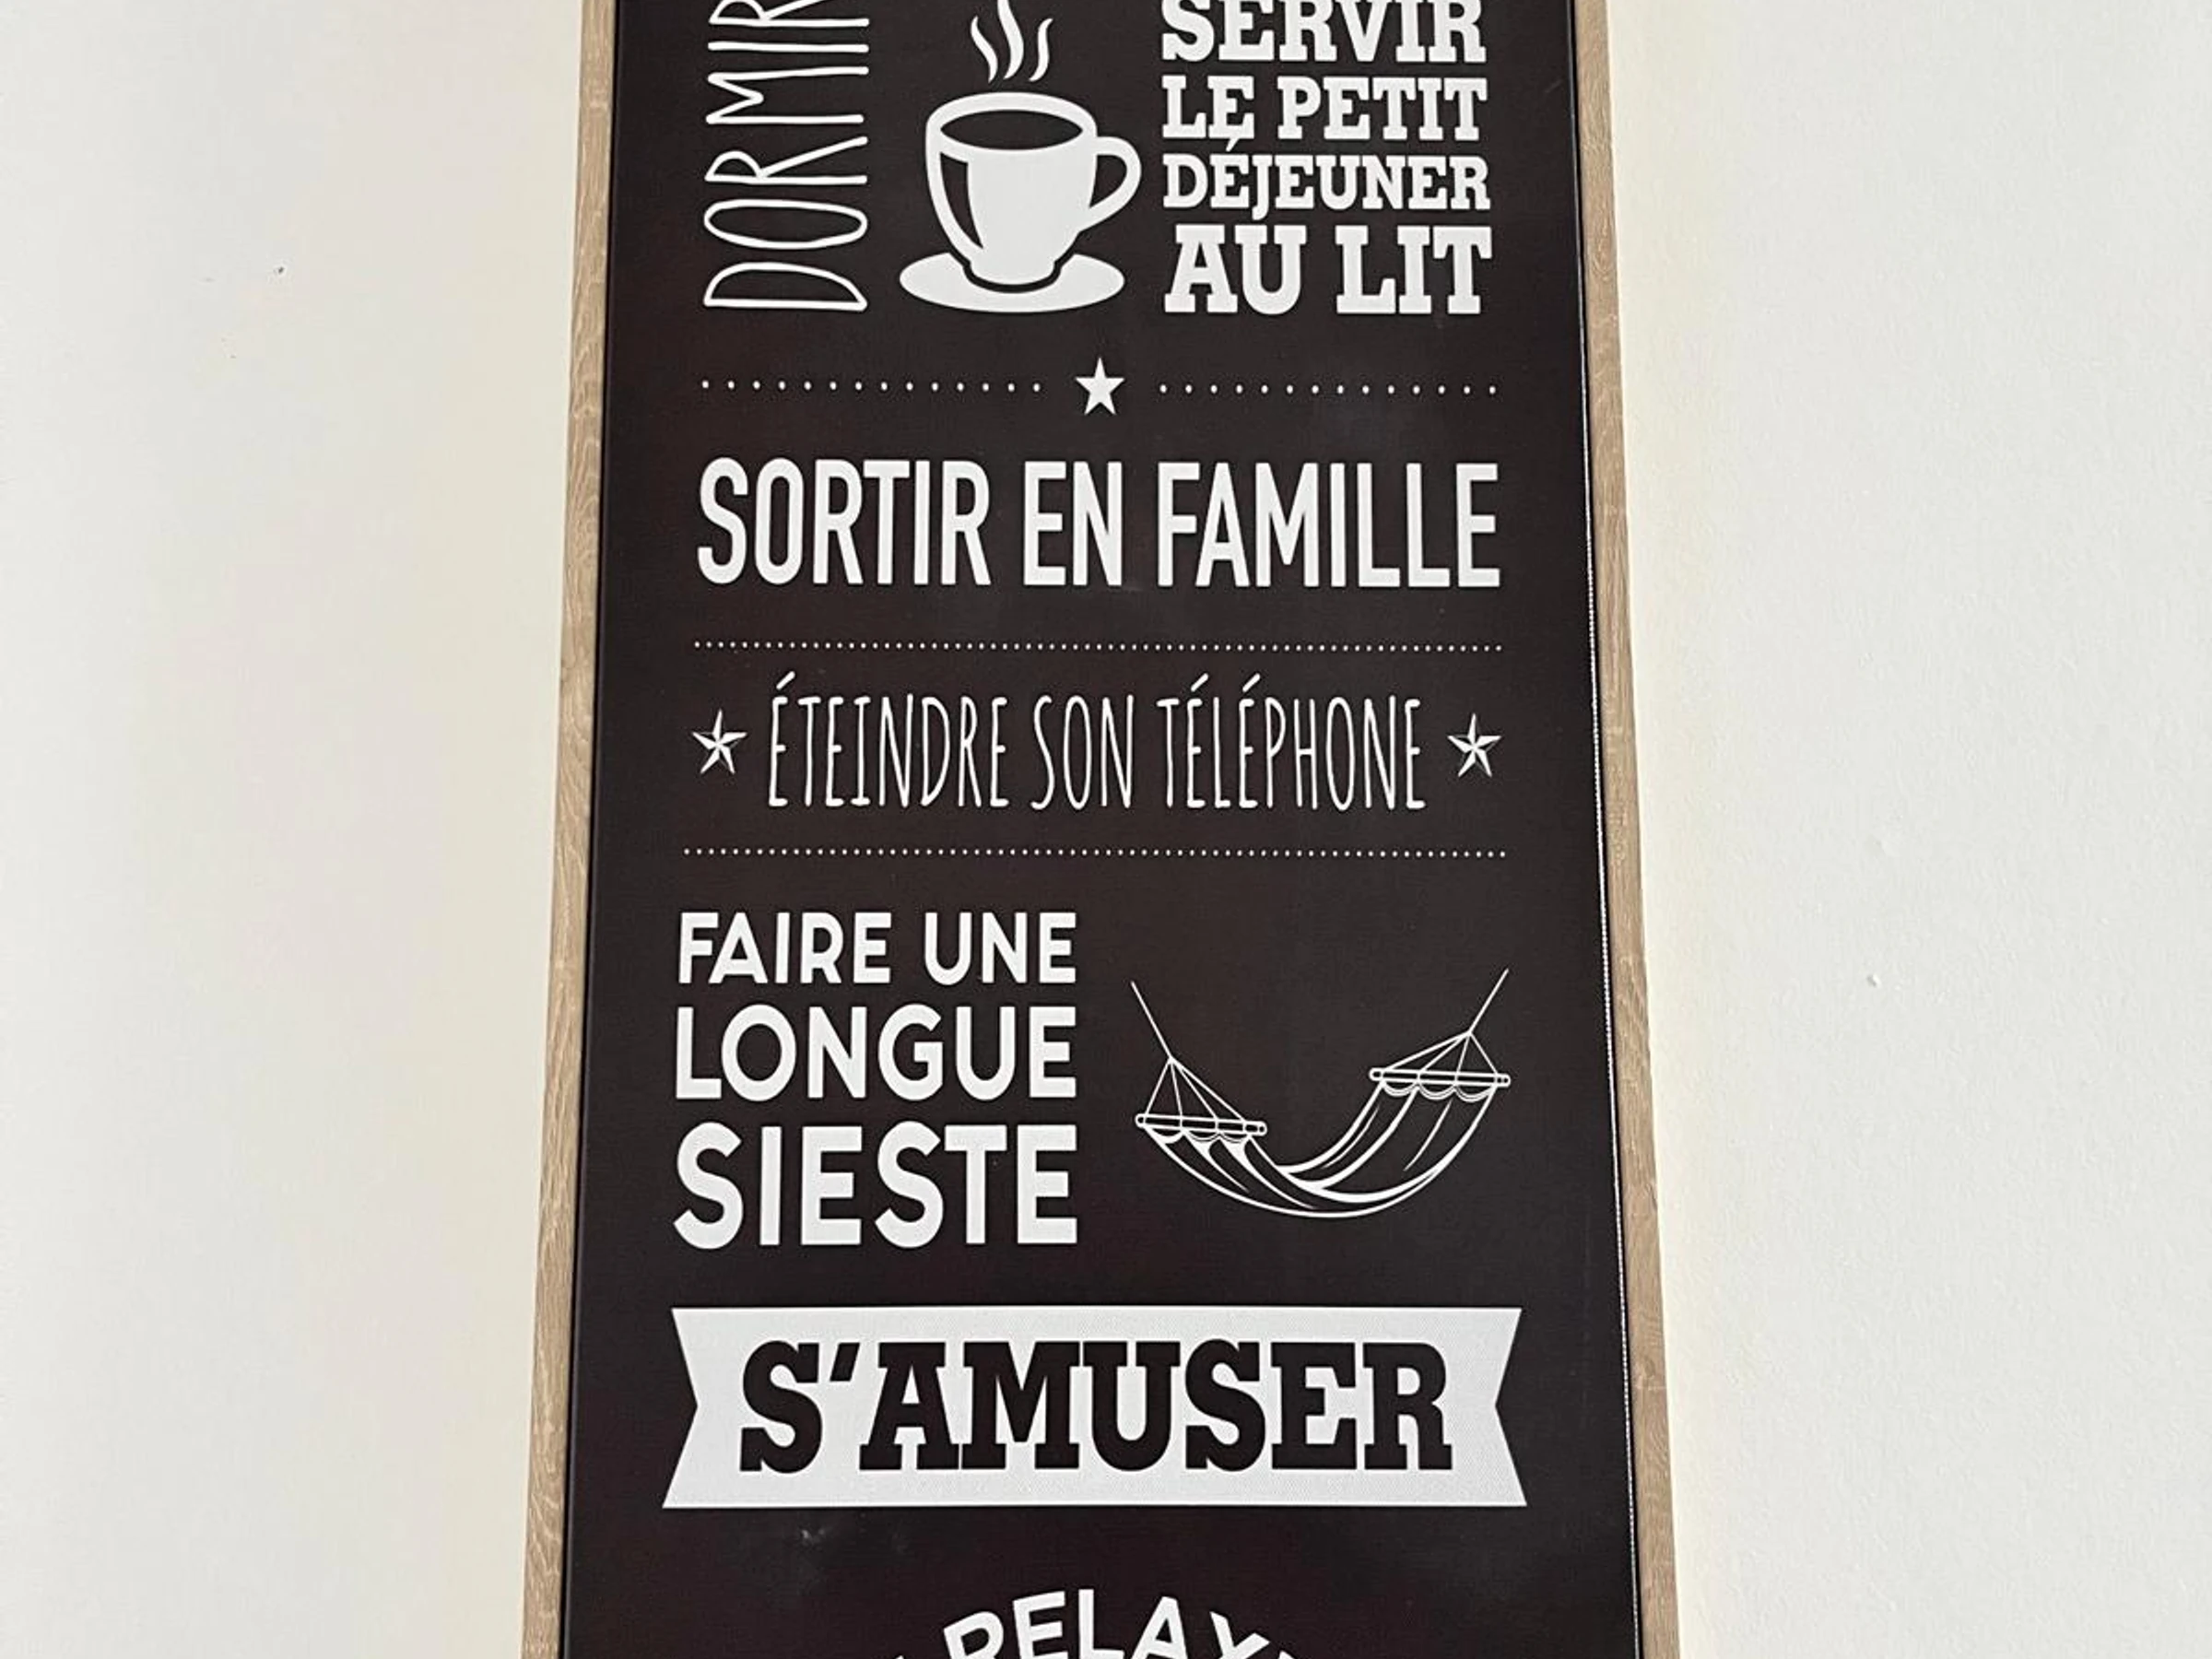 DORMIR
SERVIR
LE PETIT
DÉJEUNER
AU LIT
SORTIR EN FAMILLE
ÉTEINDRE SON TÉLÉPHONE
FAIRE UNE
LONGUE
SIESTE
S'AMUSER